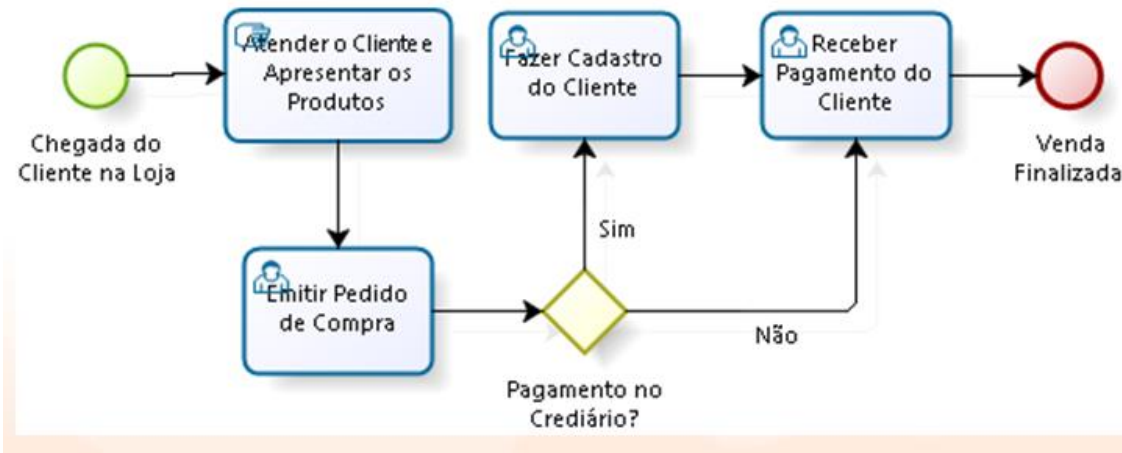 Chegada do
Cliente na Loja
Atender o Cliente e
Apresentar os
Produtos
Emitir Pedido
de Compra
Pagamento no
Crediário?
Sim
Não
Fazer Cadastro
do Cliente
Receber
Pagamento do
Cliente
Venda
Finalizada